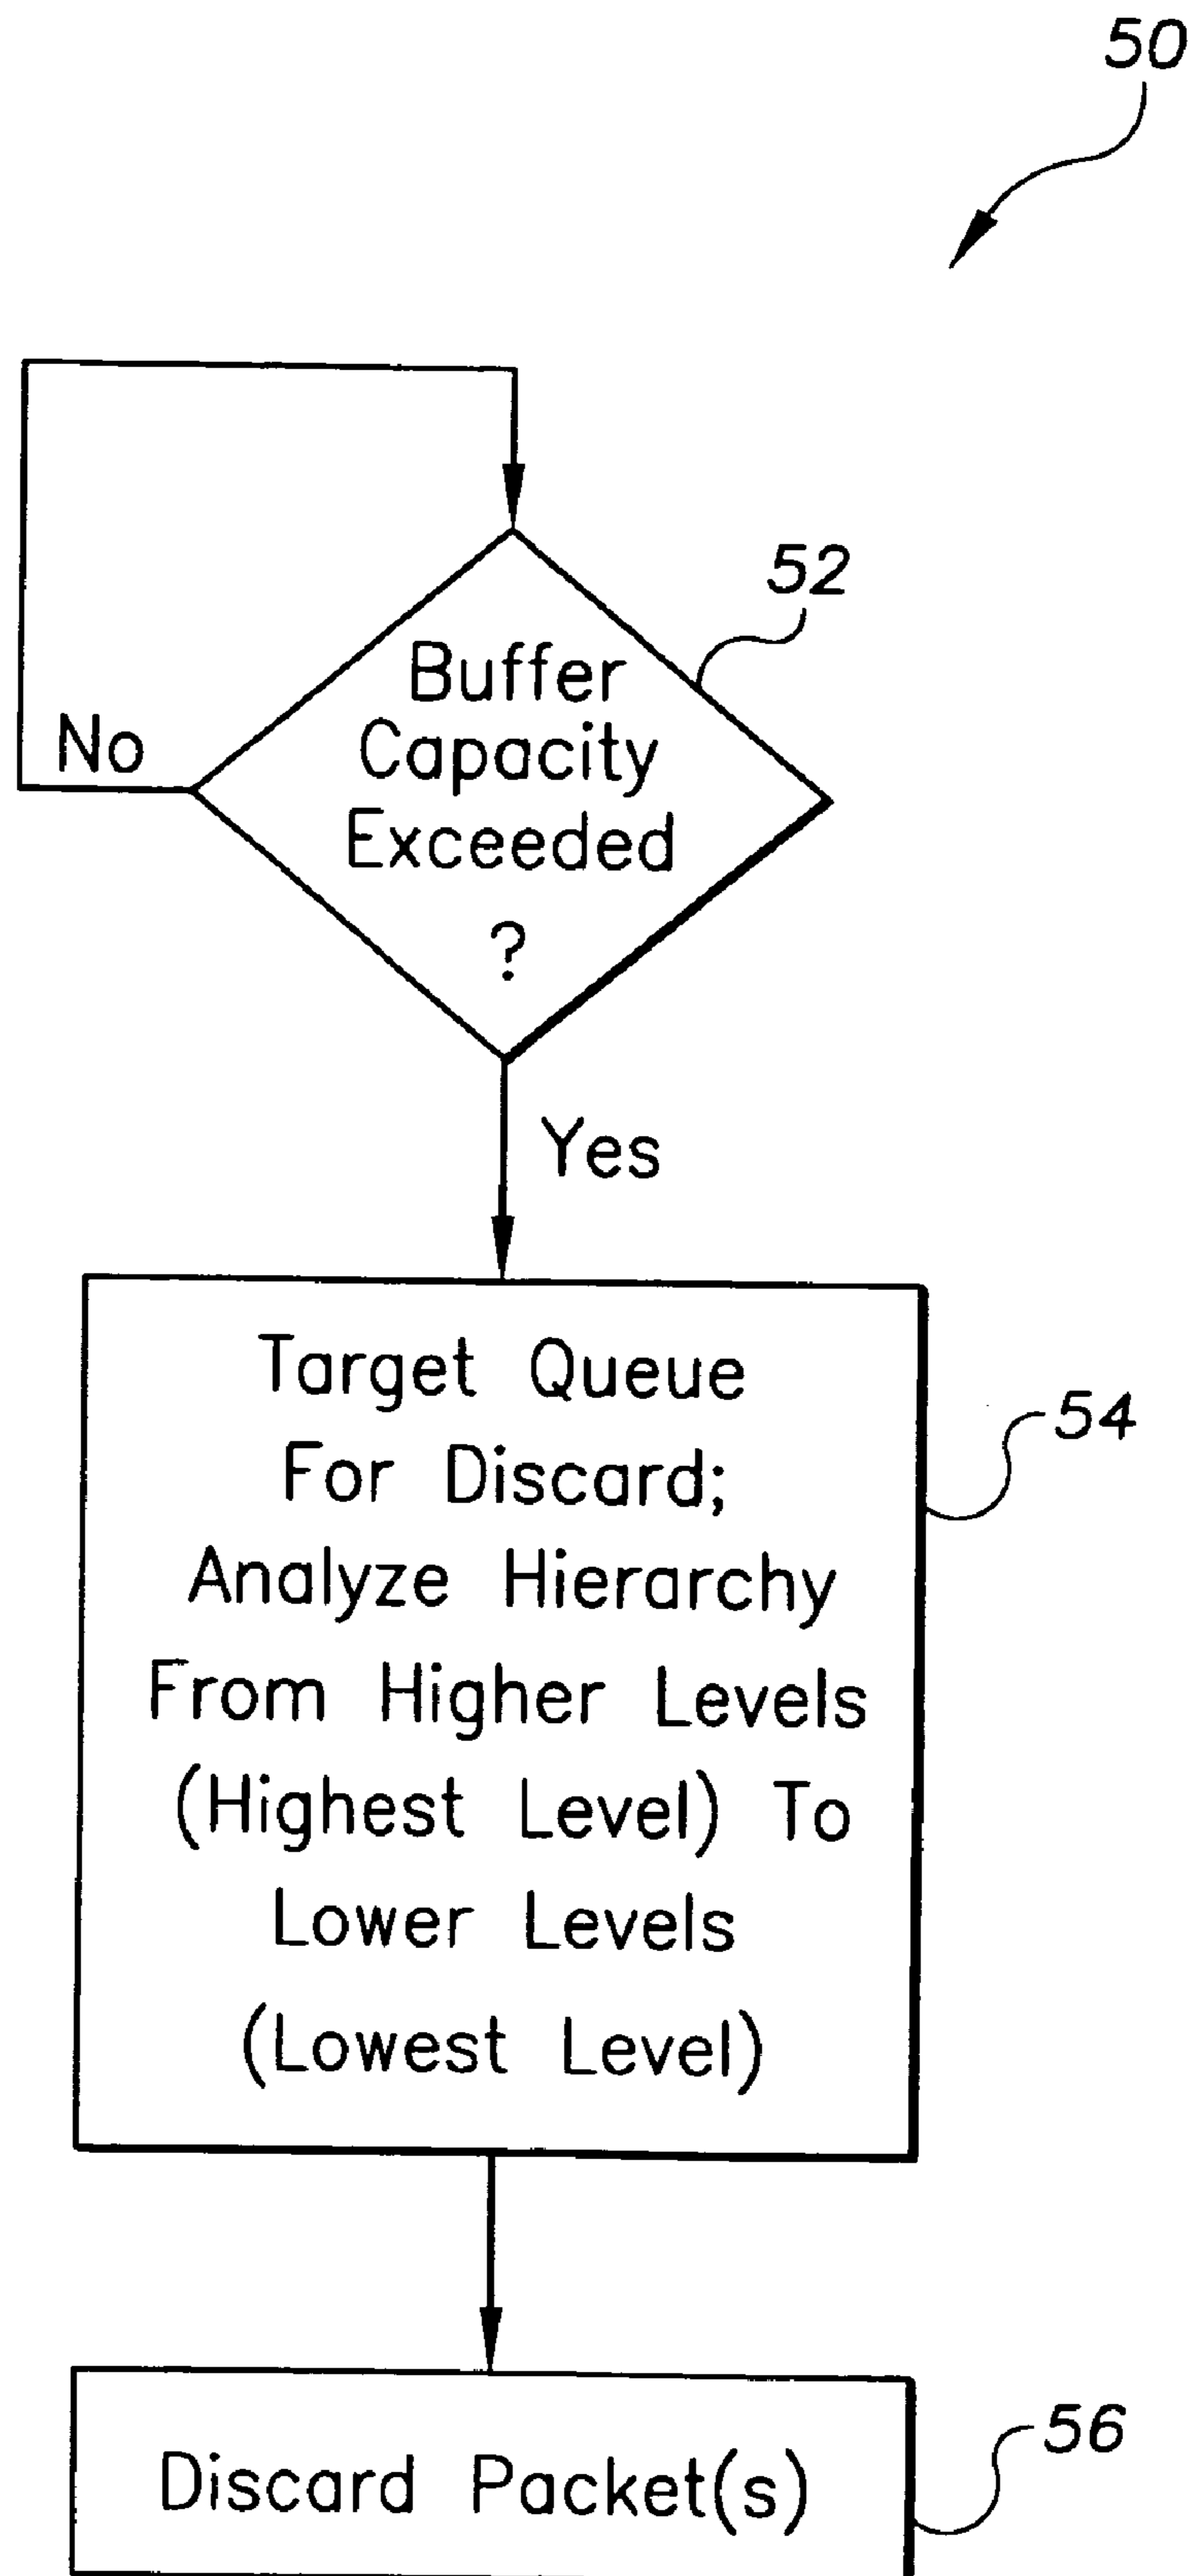 50
52
Buffer
Capacity
Exceeded
?
No
Yes
Target Queue
For Discard;
Analyze Hierarchy
From Higher Levels
(Highest Level) To
Lower Levels
(Lowest Level)
54
Discard Packet(s)
56